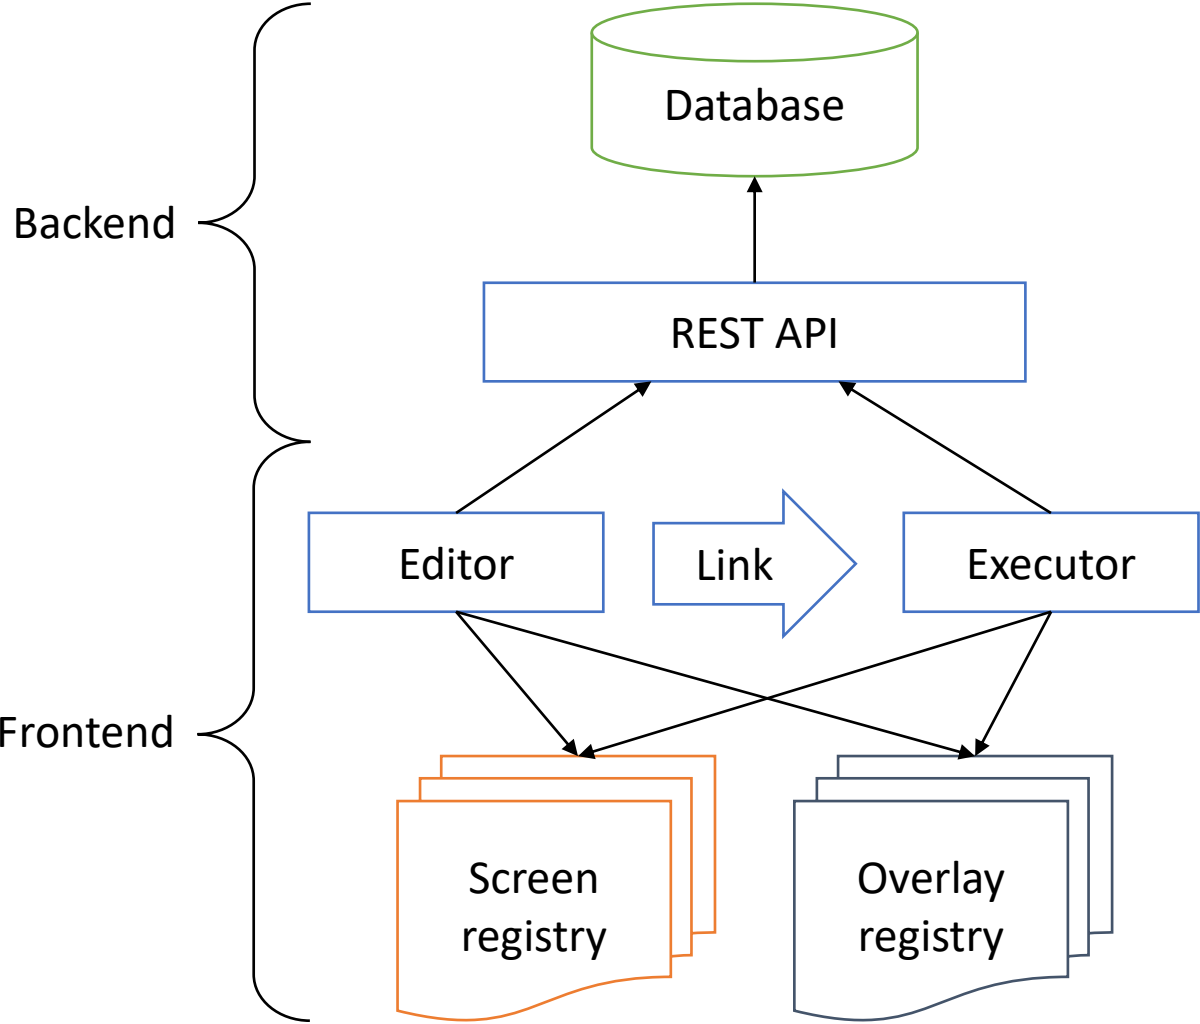 Database
Backend
REST API
Editor
Link
Executor
Frontend
Screen
registry
Overlay
registry